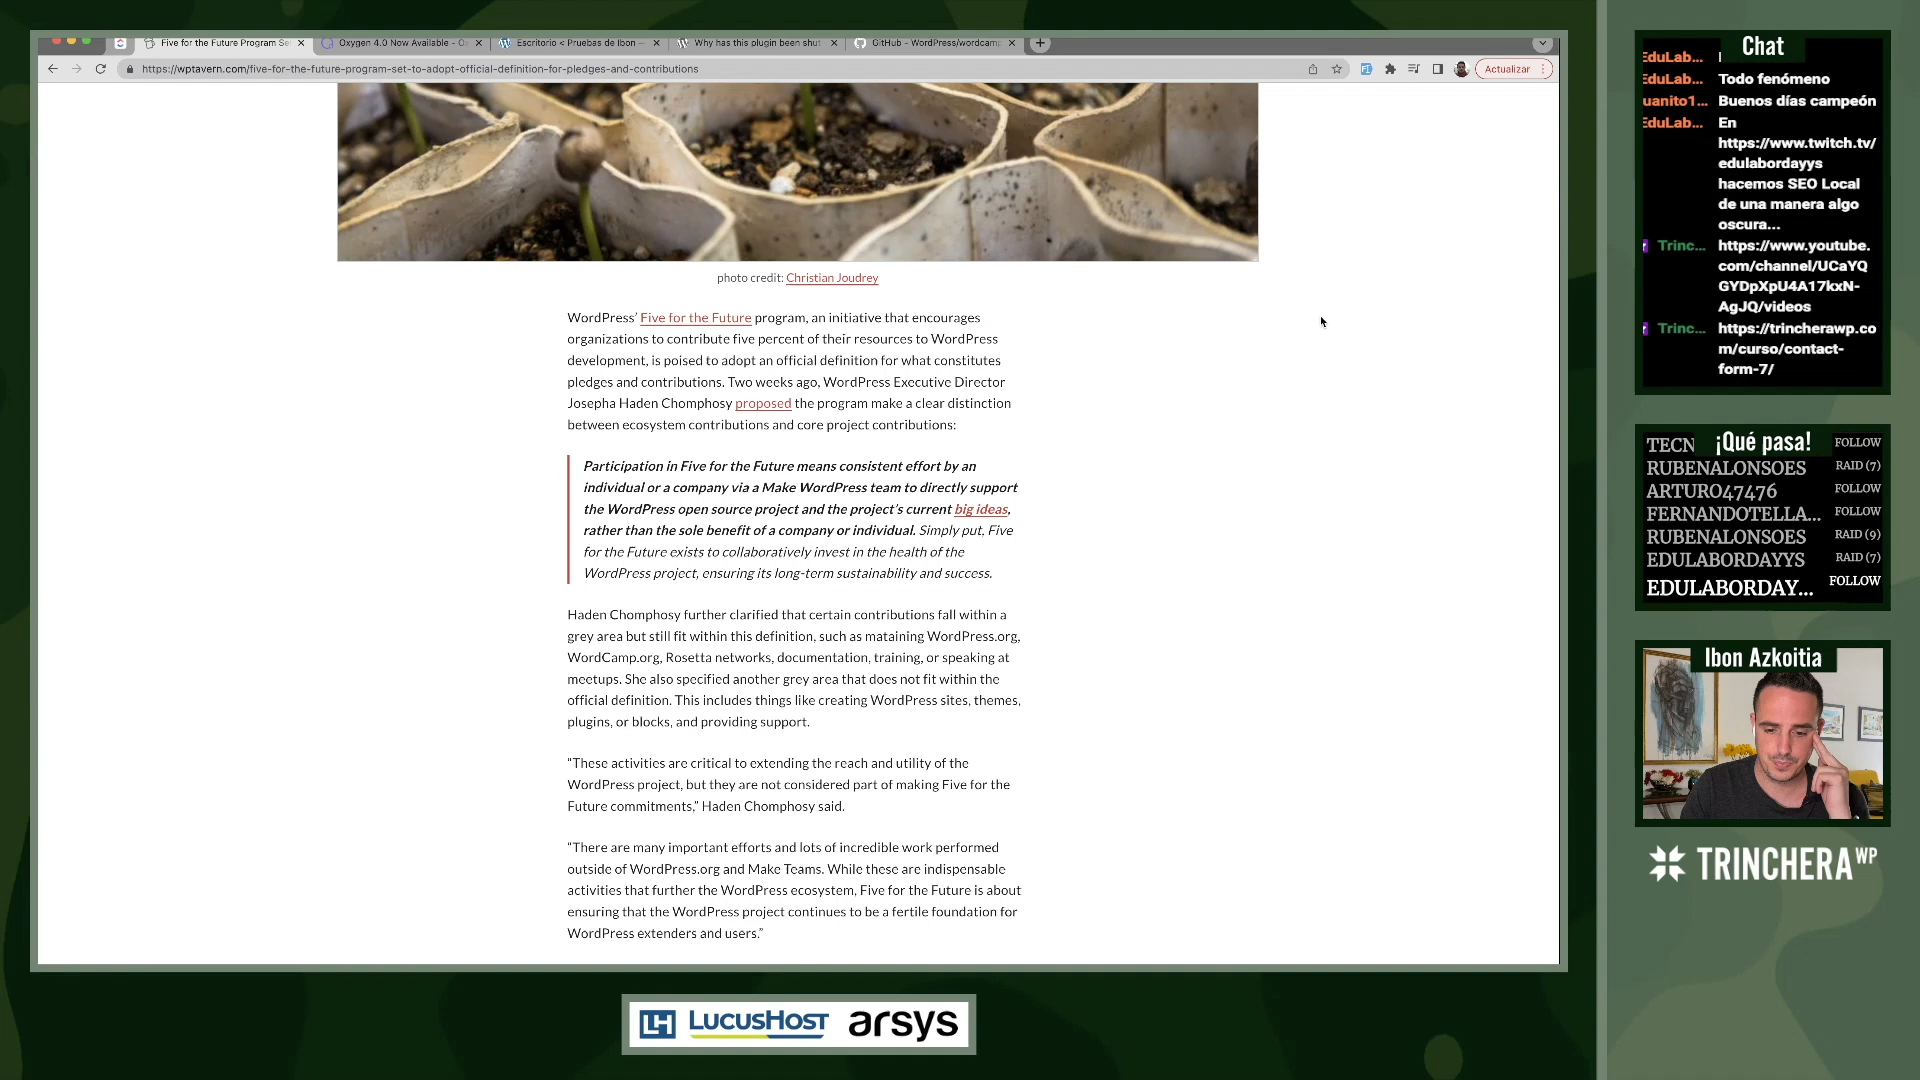 Five for the Future Program Se
Oxygen 4.0 Now Available - O
Escritorio < Pruebas de Ibon —
Why has this plugin been shut
GitHub - WordPress/wordcamp
https://wptavern.com/five-for-the-future-program-set-to-adopt-official-definition-for-pledges-and-contributions
Actualizar
photo credit: Christian Joudrey
WordPress’ Five for the Future program, an initiative that encourages
organizations to contribute five percent of their resources to WordPress
development, is poised to adopt an official definition for what constitutes
pledges and contributions. Two weeks ago, WordPress Executive Director
Josepha Haden Chomphosy proposed the program make a clear distinction
between ecosystem contributions and core project contributions:
Participation in Five for the Future means consistent effort by an
individual or a company via a Make WordPress team to directly support
the WordPress open source project and the project’s current big ideas,
rather than the sole benefit of a company or individual. Simply put, Five
for the Future exists to collaboratively invest in the health of the
WordPress project, ensuring its long-term sustainability and success.
Haden Chomphosy further clarified that certain contributions fall within a
grey area but still fit within this definition, such as mataining WordPress.org,
WordCamp.org, Rosetta networks, documentation, training, or speaking at
meetups. She also specified another grey area that does not fit within the
official definition. This includes things like creating WordPress sites, themes,
plugins, or blocks, and providing support.
“These activities are critical to extending the reach and utility of the
WordPress project, but they are not considered part of making Five for the
Future commitments,” Haden Chomphosy said.
“There are many important efforts and lots of incredible work performed
outside of WordPress.org and Make Teams. While these are indispensable
activities that further the WordPress ecosystem, Five for the Future is about
ensuring that the WordPress project continues to be a fertile foundation for
WordPress extenders and users.”
LH LUCUSHOST arsys
Chat
EduLab...
EduLab... Todo fenómeno
uanito1... Buenos días campeón
EduLab... En
https://www.twitch.tv/
edulabordayys
hacemos SEO Local
de una manera algo
oscura...
Trinc... https://www.youtube.
com/channel/UCaYQ
GYDpXpU4A17kxN-
AgJQ/videos
Trinc... https://trincherawp.co
m/curso/contact-
form-7/
¡Qué pasa!
TECN FOLLOW
RUBENALONSOES RAID (7)
ARTURO47476 FOLLOW
FERNANDOTELLA... FOLLOW
RUBENALONSOES RAID (9)
EDULABORDAYYS RAID (7)
EDULABORDAY... FOLLOW
Ibon Azkoitia
TRINCHERA WP